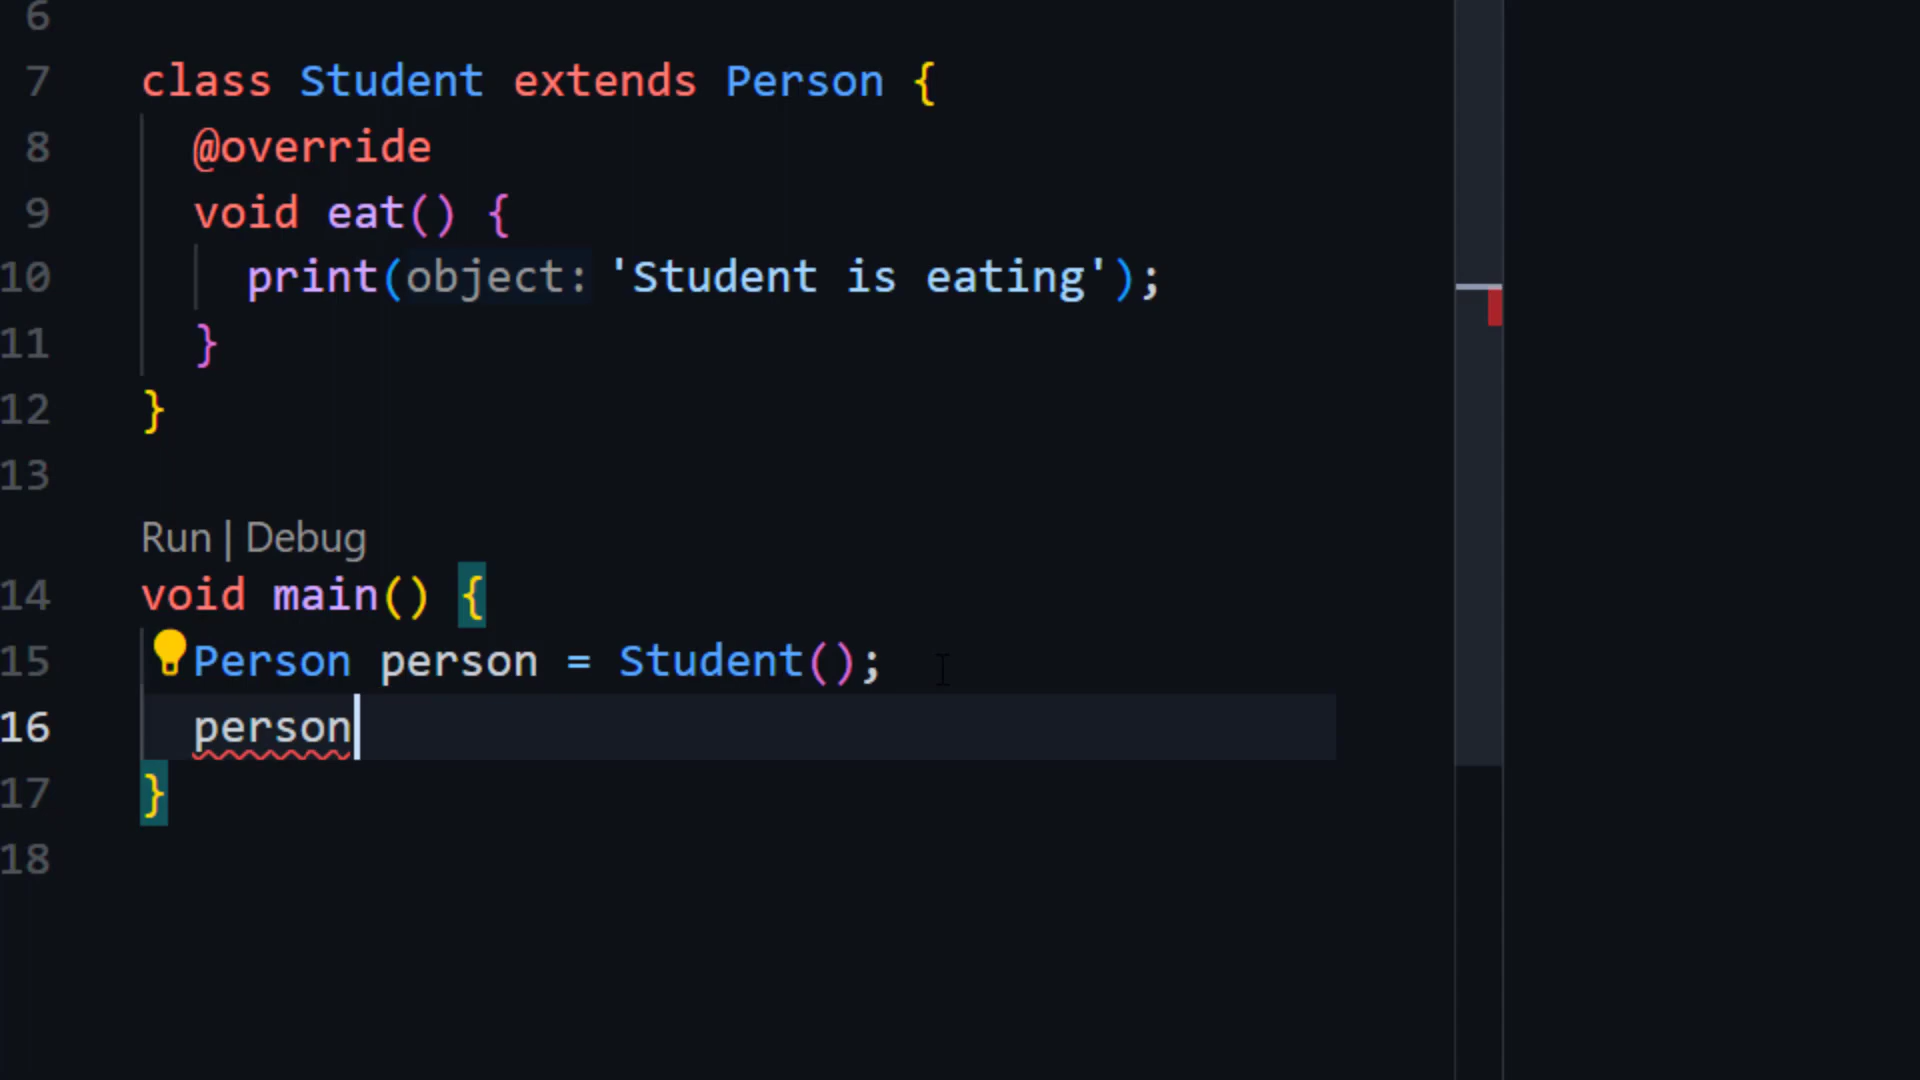 6
7 class Student extends Person {
8 @override
9 void eat() {
10 print(object: 'Student is eating');
11 }
12 }
13
Run | Debug
14 void main() {
15 Person person = Student();
16 person
17 }
18